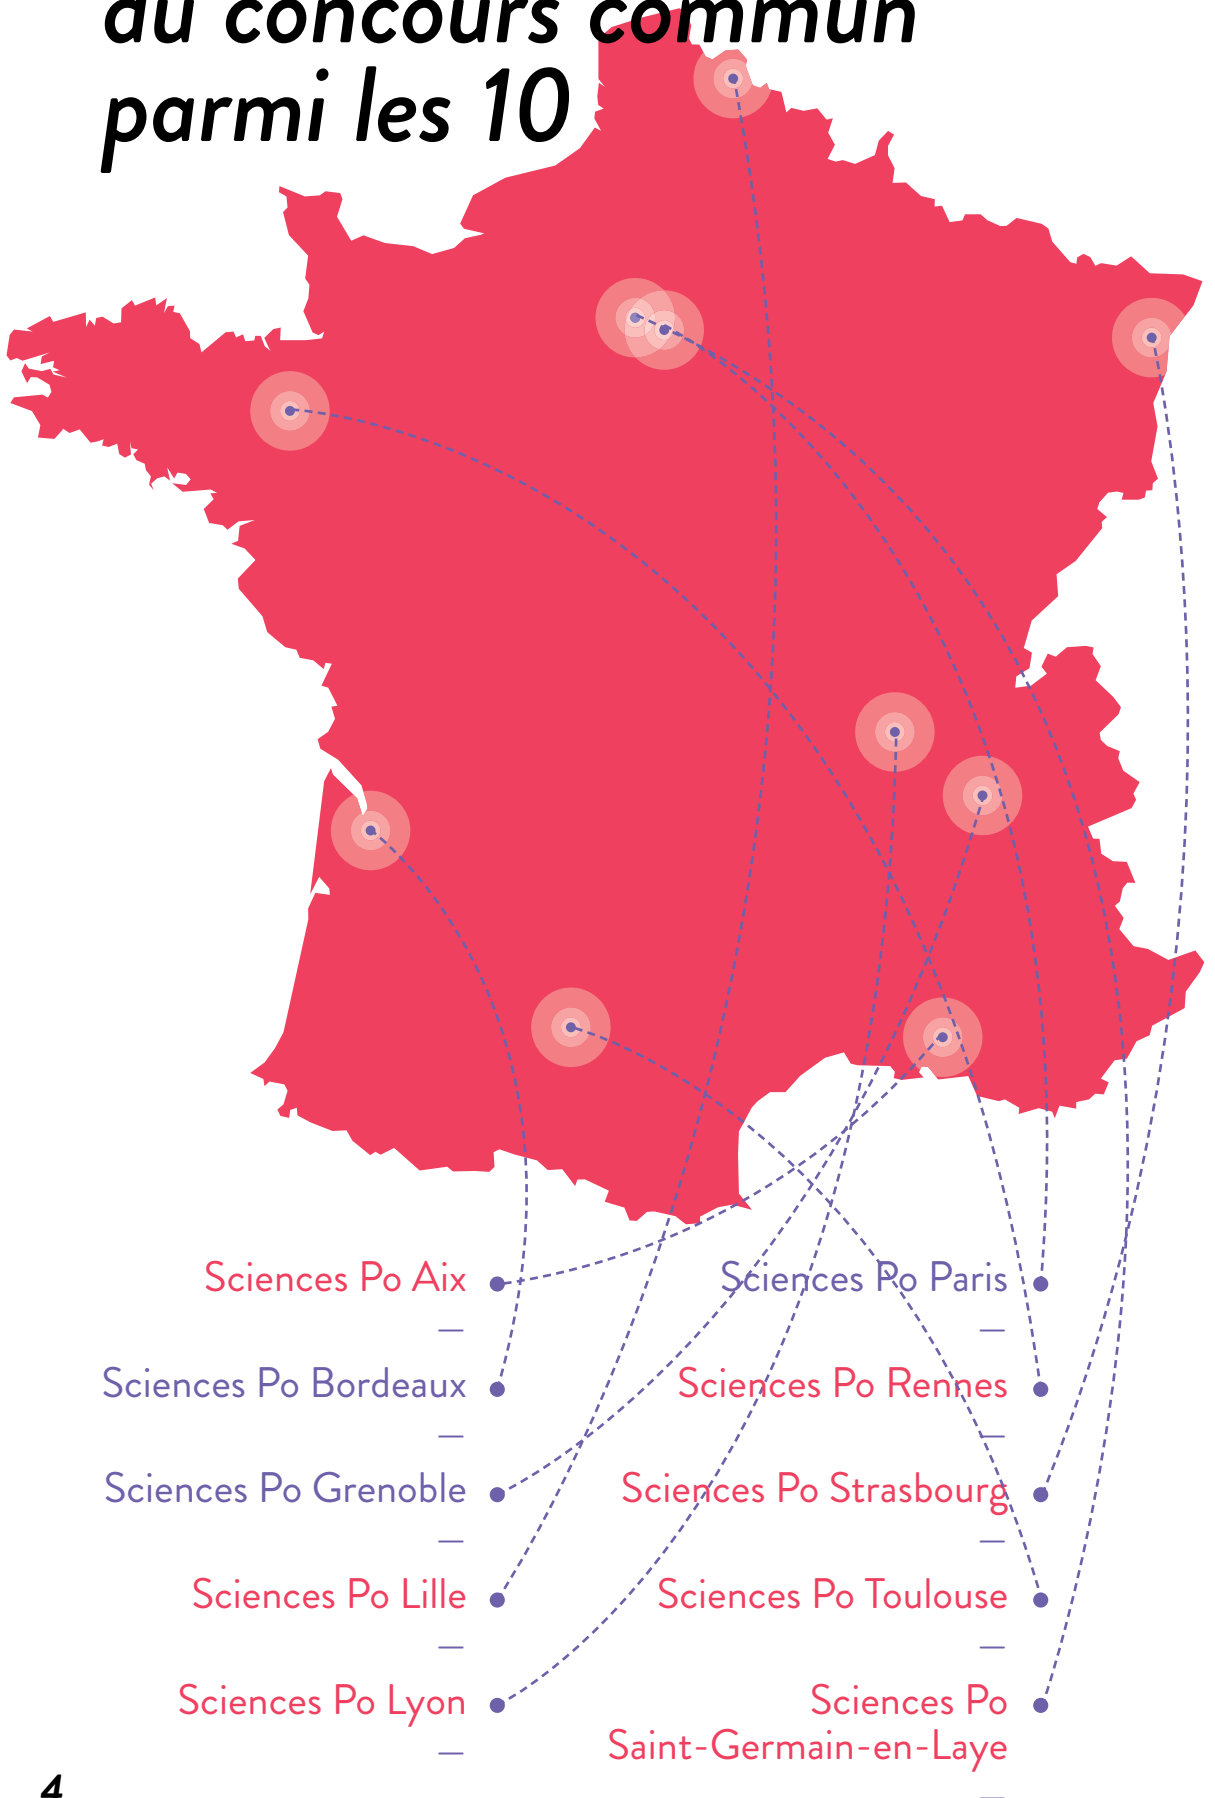 du concours commun
parmi les 10
Sciences Po Aix
—
Sciences Po Bordeaux
—
Sciences Po Grenoble
—
Sciences Po Lille
—
Sciences Po Lyon
—
Sciences Po Paris
—
Sciences Po Rennes
—
Sciences Po Strasbourg
—
Sciences Po Toulouse
—
Sciences Po
Saint-Germain-en-Laye
—
4